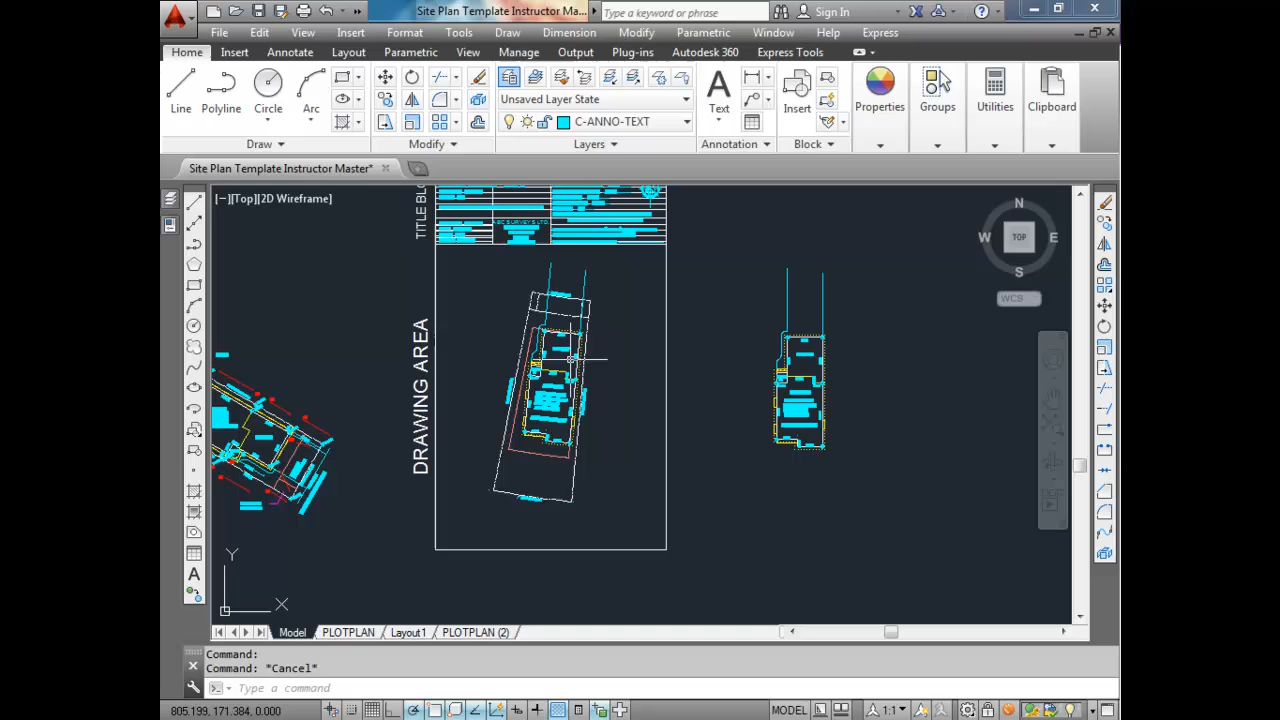 Site Plan Template Instructor Ma...
Type a keyword or phrase
Sign In
File Edit View Insert Format Tools Draw Dimension Modify Parametric Window Help Express
Home Insert Annotate Layout Parametric View Manage Output Plug-ins Autodesk 360 Express Tools
Line Polyline Circle Arc
Unsaved Layer State
C-ANNO-TEXT
Text
Insert
Properties
Groups
Utilities
Clipboard
Draw Modify Layers Annotation Block
Site Plan Template Instructor Master*
[−][Top][2D Wireframe]
TITLE BLO
ABC SURVEYS LTD.
DRAWING AREA
N
W TOP E
S
WCS
Y
X
Model PLOTPLAN Layout1 PLOTPLAN (2)
Command:
Command: *Cancel*
Type a command
805.199, 171.384, 0.000
MODEL
1:1